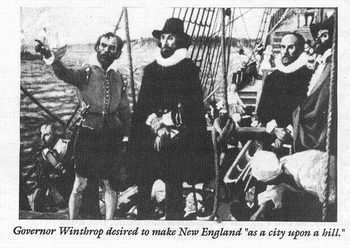 Governor Winthrop desired to make New England "as a city upon a hill."